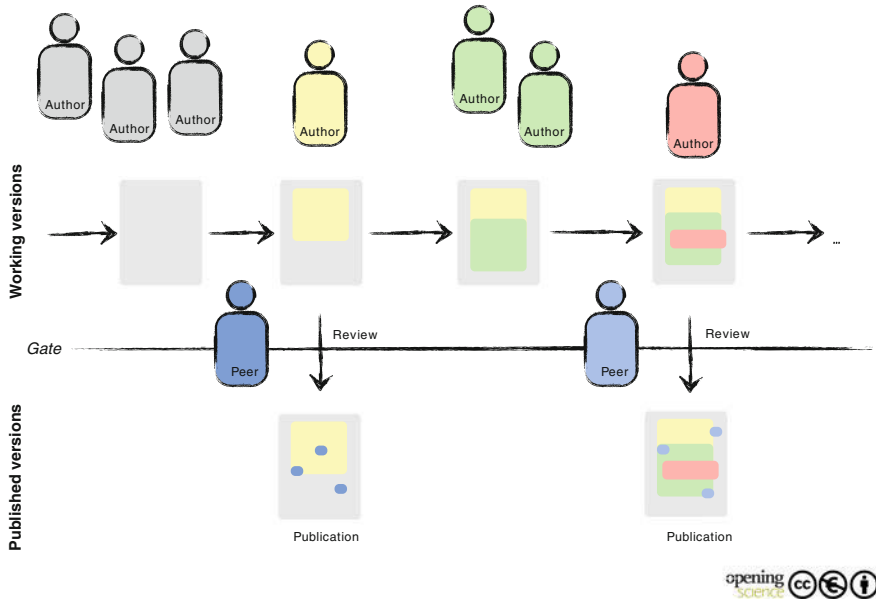 Author
Author
Author
Author
Author
Author
Author
Working versions
...
Gate
Peer
Review
Peer
Review
Published versions
Publication
Publication
opening
science
cc